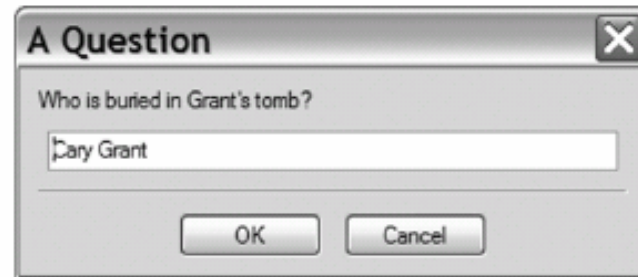 A Question
Who is buried in Grant's tomb?
Cary Grant
OK
Cancel